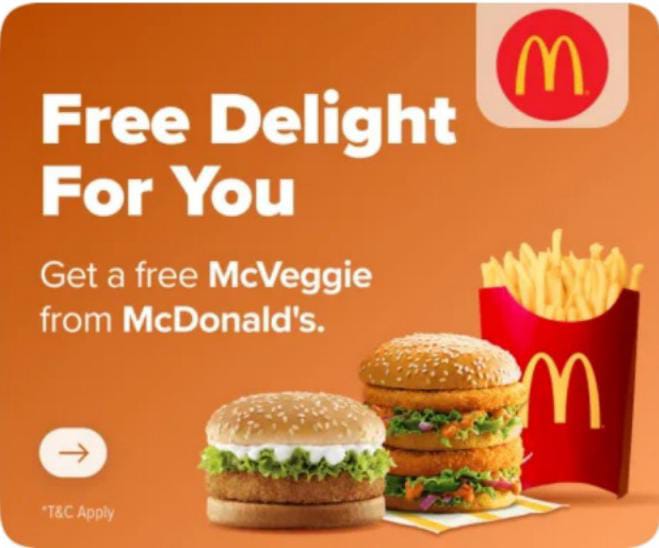 Free Delight
For You
Get a free McVeggie
from McDonald's.
*T&C Apply